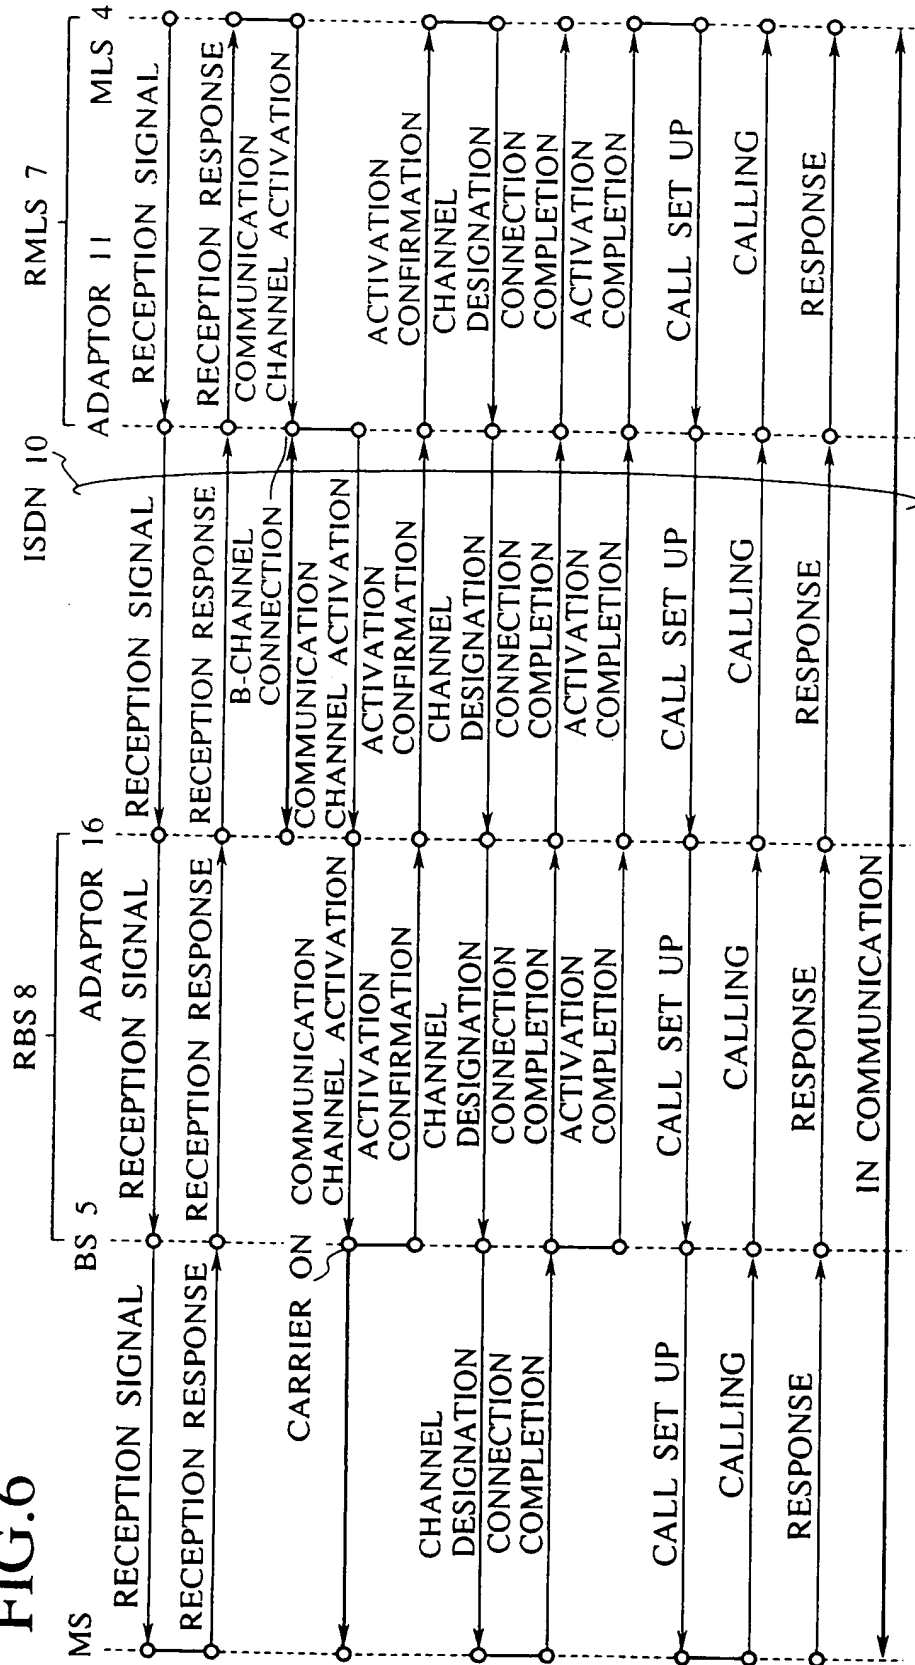 FIG.6
RBS 8
ISDN 10
RMLS 7
MS
BS 5
ADAPTOR 16
ADAPTOR 11
MLS 4
RECEPTION SIGNAL
RECEPTION SIGNAL
RECEPTION SIGNAL
RECEPTION SIGNAL
RECEPTION RESPONSE
RECEPTION RESPONSE
RECEPTION RESPONSE
RECEPTION RESPONSE
B-CHANNEL
CONNECTION
COMMUNICATION
CHANNEL ACTIVATION
CARRIER ON
COMMUNICATION
CHANNEL ACTIVATION
COMMUNICATION
CHANNEL ACTIVATION
ACTIVATION
CONFIRMATION
ACTIVATION
CONFIRMATION
ACTIVATION
CONFIRMATION
CHANNEL
DESIGNATION
CHANNEL
DESIGNATION
CHANNEL
DESIGNATION
CHANNEL
DESIGNATION
CONNECTION
COMPLETION
CONNECTION
COMPLETION
CONNECTION
COMPLETION
CONNECTION
COMPLETION
ACTIVATION
COMPLETION
ACTIVATION
COMPLETION
ACTIVATION
COMPLETION
CALL SET UP
CALL SET UP
CALL SET UP
CALL SET UP
CALLING
CALLING
CALLING
CALLING
RESPONSE
RESPONSE
RESPONSE
RESPONSE
IN COMMUNICATION